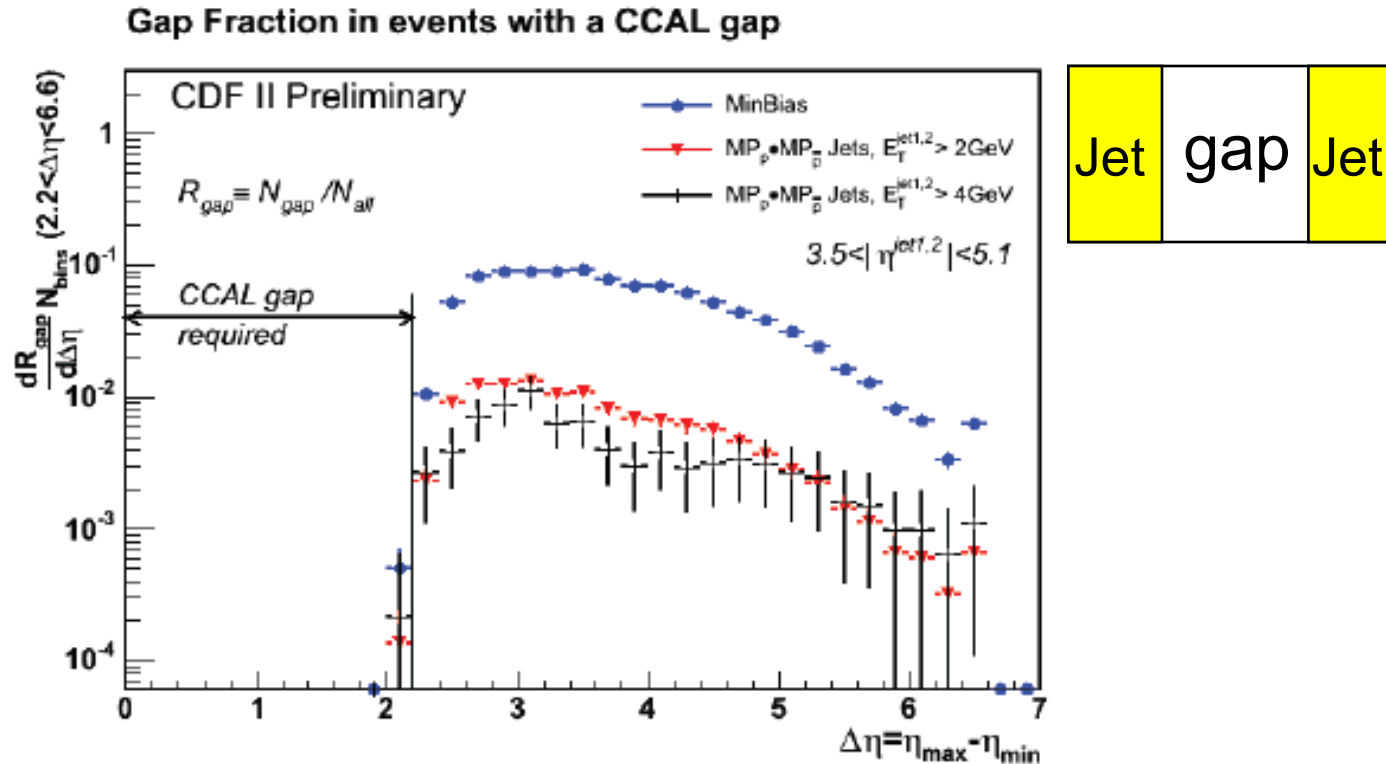 Gap Fraction in events with a CCAL gap
CDF II Preliminary
MinBias
MPp•MPp̅ Jets, E_T^jet1,2 > 2GeV
MPp•MPp̅ Jets, E_T^jet1,2 > 4GeV
R_gap ≡ N_gap /N_all
3.5<| η^jet1,2 |<5.1
CCAL gap
required
dR_gap/dΔη N_bins (2.2<Δη<6.6)
1
10^-1
10^-2
10^-3
10^-4
0 1 2 3 4 5 6 7
Δη=η_max-η_min
Jet gap Jet